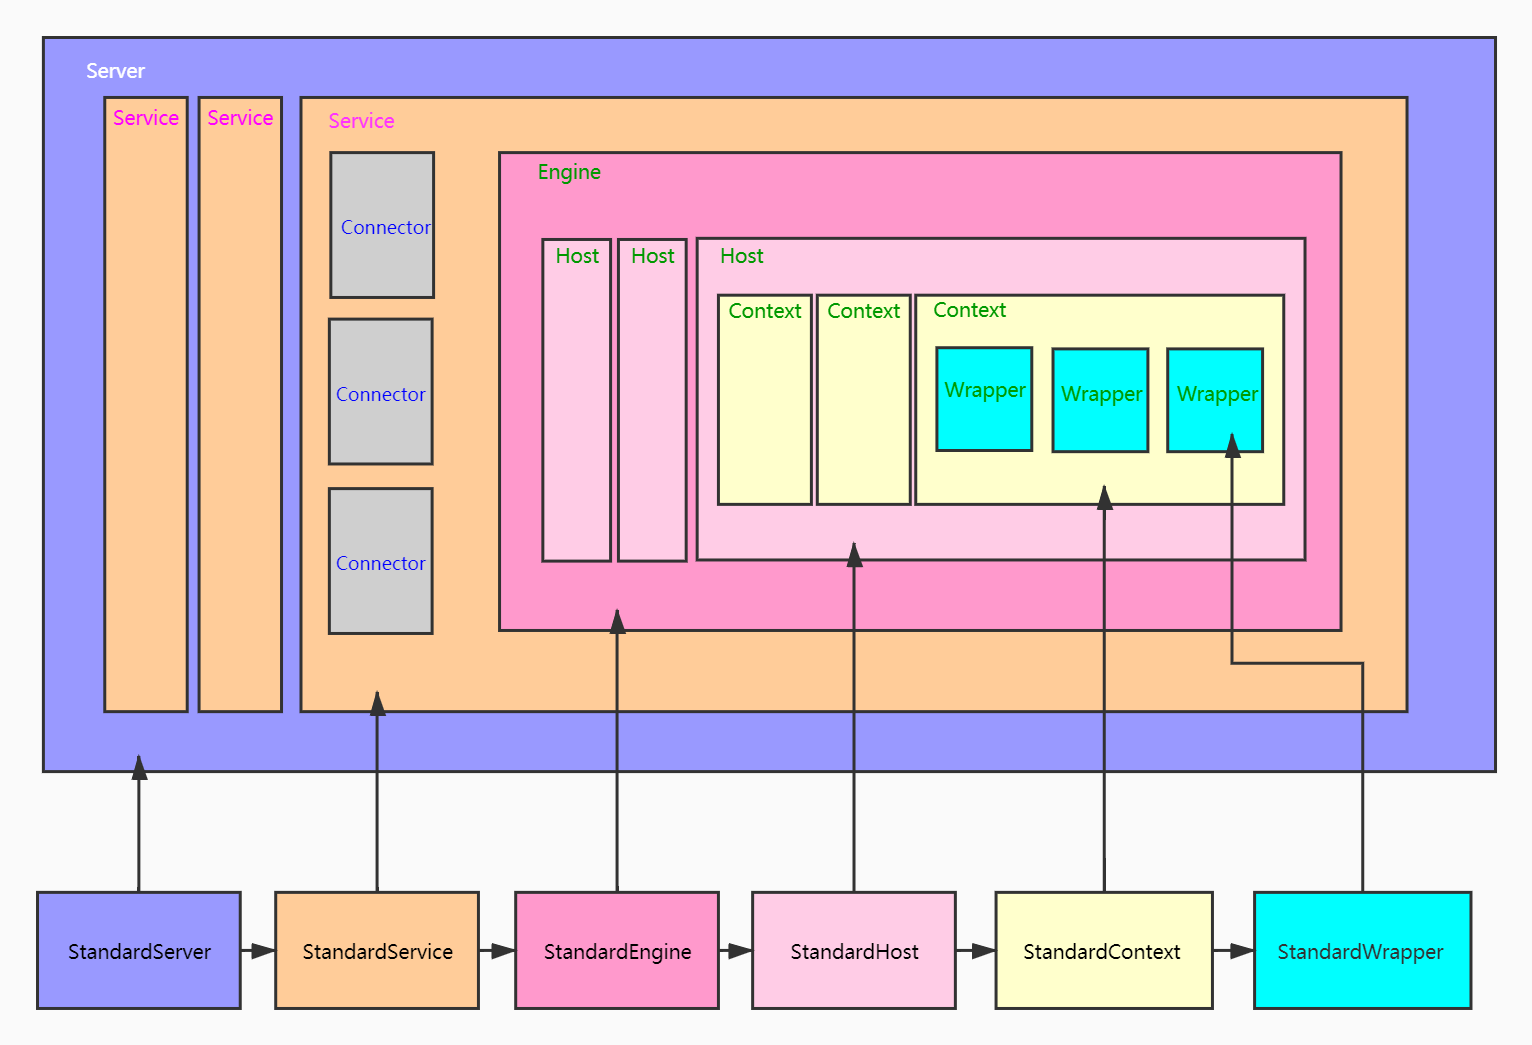 Server
Service
Service
Service
Connector
Connector
Connector
Engine
Host
Host
Host
Context
Context
Context
Wrapper
Wrapper
Wrapper
StandardServer
StandardService
StandardEngine
StandardHost
StandardContext
StandardWrapper